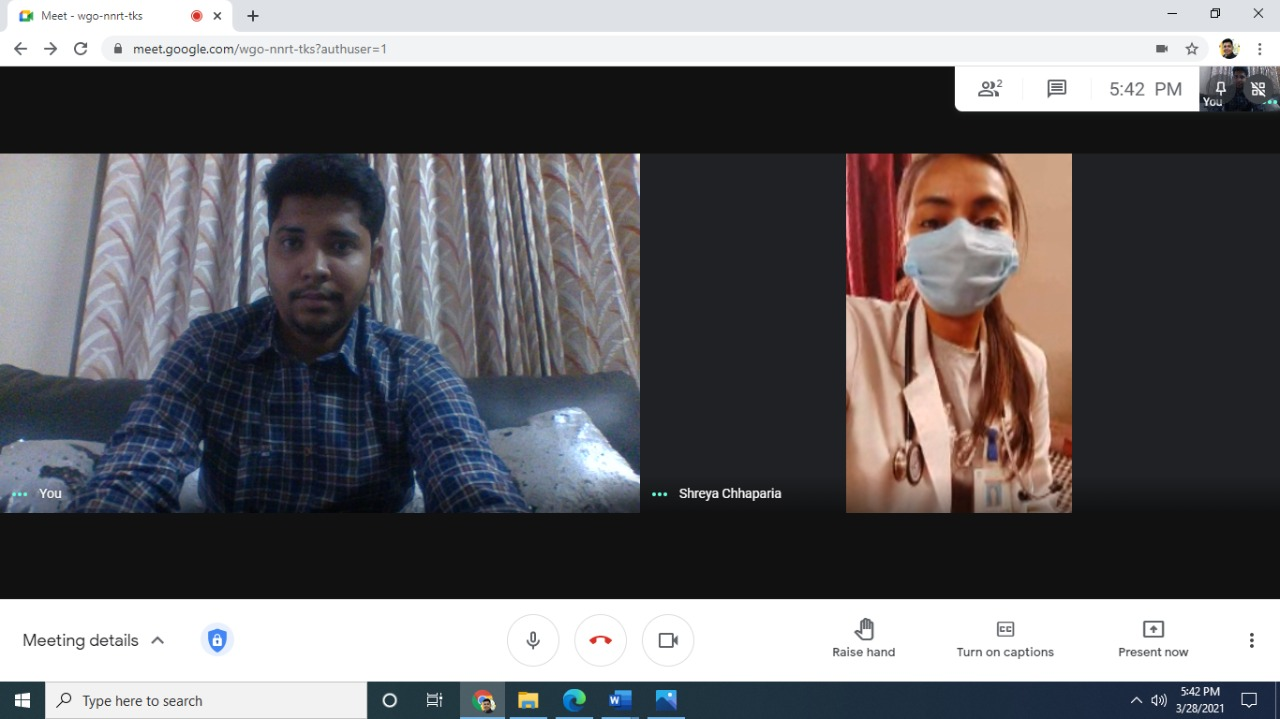 Meet - wgo-nnrt-tks
meet.google.com/wgo-nnrt-tks?authuser=1
2
5:42 PM
You
You
Shreya Chhaparia
Meeting details
Raise hand
CC
Turn on captions
Present now
Type here to search
W
5:42 PM
3/28/2021